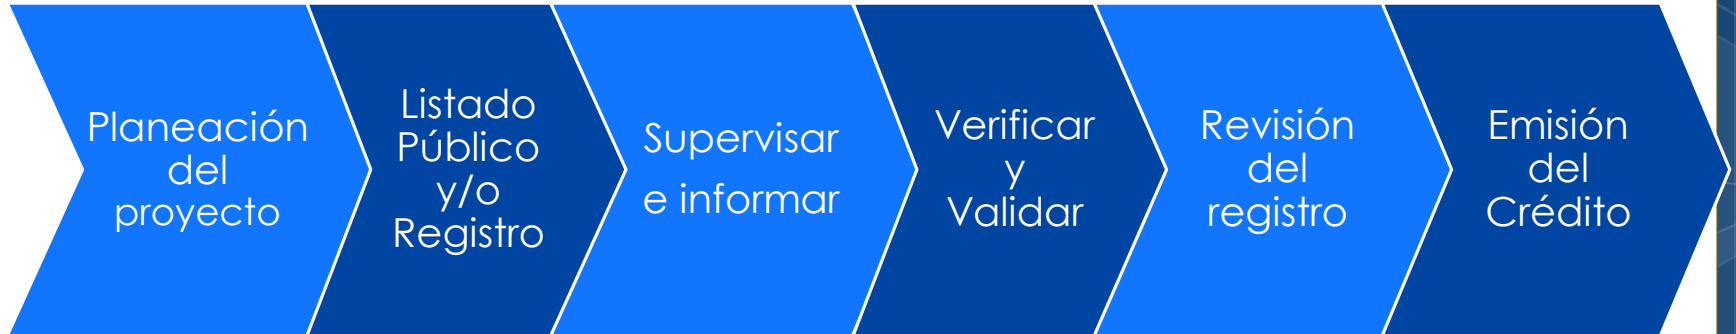 Planeación
del
proyecto
Listado
Público
y/o
Registro
Supervisar
e informar
Verificar
y
Validar
Revisión
del
registro
Emisión
del
Crédito